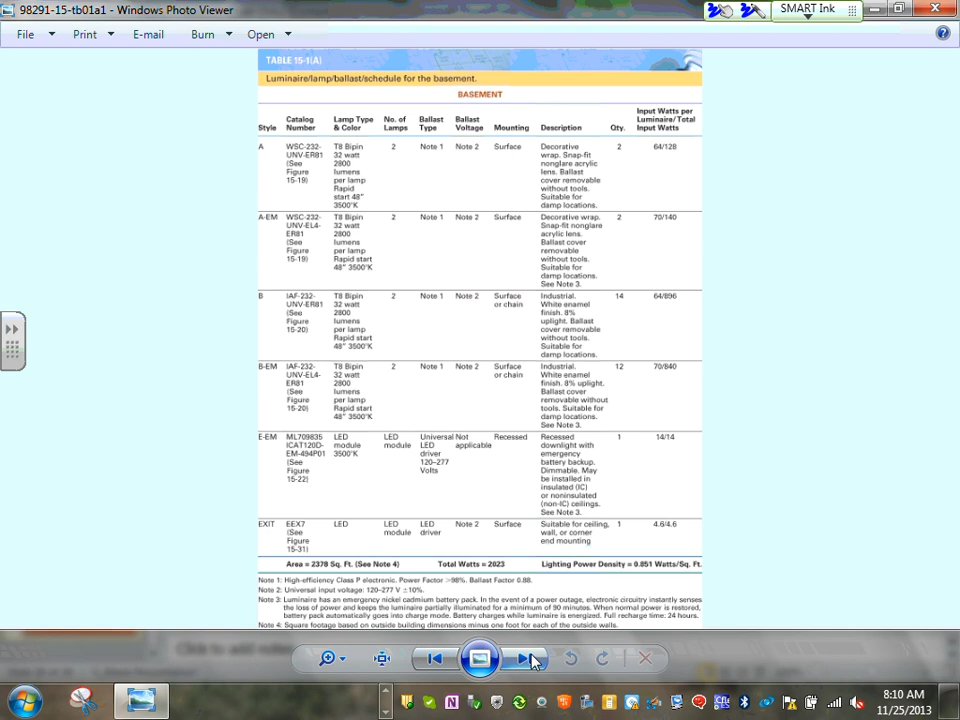 98291-15-tb01a1 - Windows Photo Viewer
SMART Ink
File Print E-mail Burn Open
TABLE 15-1(A)
Luminaire/lamp/ballast/schedule for the basement.
BASEMENT
Style
Catalog
Number
Lamp Type
& Color
No. of
Lamps
Ballast
Type
Ballast
Voltage
Mounting
Description
Qty.
Input Watts per
Luminaire/Total
Input Watts
A
WSC-232-
UNV-ER81
(See
Figure
15-19)
T8 Bipin
32 watt
2800
lumens
per lamp
Rapid
start 48"
3500°K
2
Note 1
Note 2
Surface
Decorative
wrap. Snap-fit
nonglare acrylic
lens. Ballast
cover removable
without tools.
Suitable for
damp locations.
2
64/128
A-EM
WSC-232-
UNV-EL4-
ER81
(See
Figure
15-19)
T8 Bipin
32 watt
2800
lumens
per lamp
Rapid start
48" 3500°K
2
Note 1
Note 2
Surface
Decorative wrap.
Snap-fit nonglare
acrylic lens.
Ballast cover
removable
without tools.
Suitable for
damp locations.
See Note 3.
2
70/140
B
IAF-232-
UNV-ER81
(See
Figure
15-20)
T8 Bipin
32 watt
2800
lumens
per lamp
Rapid start
48" 3500°K
2
Note 1
Note 2
Surface
or chain
Industrial.
White enamel
finish. 8%
uplight. Ballast
cover removable
without tools.
Suitable for
damp locations.
14
64/896
B-EM
IAF-232-
UNV-EL4-
ER81
(See
Figure
15-20)
T8 Bipin
32 watt
2800
lumens
per lamp
Rapid start
48" 3500°K
2
Note 1
Note 2
Surface
or chain
Industrial.
White enamel
finish. 8% uplight.
Ballast cover
removable without
tools. Suitable for
damp locations.
See Note 3.
12
70/840
E-EM
ML709835
ICAT120D-
EM-494P01
(See
Figure
15-22)
LED
module
3500°K
LED
module
Universal
LED
driver
120–277
Volts
Not
applicable
Recessed
Recessed
downlight with
emergency
battery backup.
Dimmable. May
be installed in
insulated (IC)
or noninsulated
(non-IC) ceilings.
See Note 3.
1
14/14
EXIT
EEX7
(See
Figure
15-31)
LED
LED
module
LED
driver
Note 2
Surface
Suitable for ceiling,
wall, or corner
end mounting
1
4.6/4.6
Area = 2378 Sq. Ft. (See Note 4) Total Watts = 2023 Lighting Power Density = 0.851 Watts/Sq. Ft.
Note 1: High-efficiency Class P electronic. Power Factor >98%. Ballast Factor 0.88.
Note 2: Universal input voltage: 120–277 V ±10%.
Note 3: Luminaire has an emergency nickel cadmium battery pack. In the event of a power outage, electronic circuitry instantly senses
the loss of power and keeps the luminaire partially illuminated for a minimum of 90 minutes. When normal power is restored,
battery pack automatically goes into charge mode. Battery charges while luminaire is energized. Full recharge time: 24 hours.
Note 4: Square footage based on outside building dimensions minus one foot for each of the outside walls.
Click to add notes
8:10 AM
11/25/2013